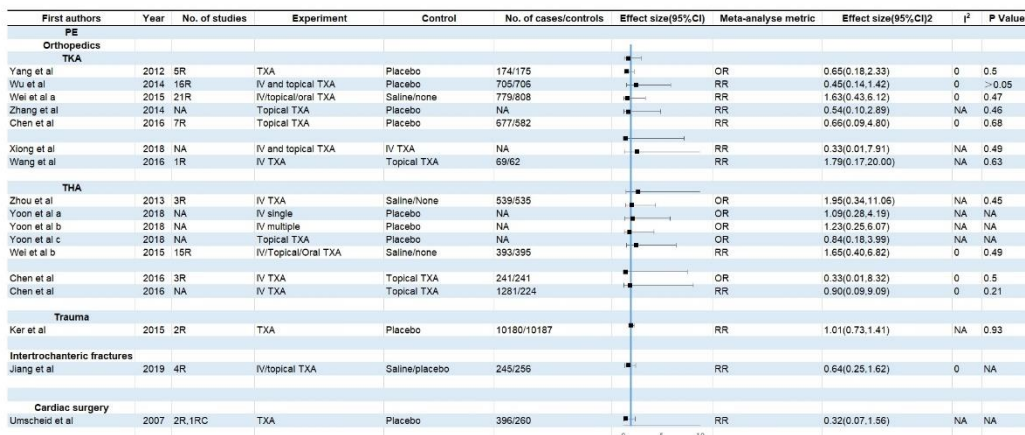 First authors Year No. of studies Experiment Control No. of cases/controls Effect size(95%CI) Meta-analyse metric Effect size(95%CI)2 I² P Value
PE
Orthopedics
TKA
Yang et al 2012 5R TXA Placebo 174/175 OR 0.65(0.18,2.33) 0 0.5
Wu et al 2014 16R IV and topical TXA Placebo 705/706 RR 0.45(0.14,1.42) 0 >0.05
Wei et al a 2015 21R IV/topical/oral TXA Saline/none 779/808 RR 1.63(0.43,6.12) 0 0.47
Zhang et al 2014 NA Topical TXA Placebo NA RR 0.54(0.10,2.89) NA 0.46
Chen et al 2016 7R Topical TXA Placebo 677/582 RR 0.66(0.09,4.80) 0 0.68
Xiong et al 2018 NA IV and topical TXA IV TXA NA RR 0.33(0.01,7.91) NA 0.49
Wang et al 2016 1R IV TXA Topical TXA 69/62 RR 1.79(0.17,20.00) NA 0.63
THA
Zhou et al 2013 3R IV TXA Saline/None 539/535 OR 1.95(0.34,11.06) NA 0.45
Yoon et al a 2018 NA IV single Placebo NA OR 1.09(0.28,4.19) NA NA
Yoon et al b 2018 NA IV multiple Placebo NA OR 1.23(0.25,6.07) NA NA
Yoon et al c 2018 NA Topical TXA Placebo NA OR 0.84(0.18,3.99) NA NA
Wei et al b 2015 15R IV/Topical/Oral TXA Saline/none 393/395 RR 1.65(0.40,6.82) 0 0.49
Chen et al 2016 3R IV TXA Topical TXA 241/241 OR 0.33(0.01,8.32) 0 0.5
Chen et al 2016 NA IV TXA Topical TXA 1281/224 RR 0.90(0.09,9.09) 0 0.21
Trauma
Ker et al 2015 2R TXA Placebo 10180/10187 RR 1.01(0.73,1.41) NA 0.93
Intertrochanteric fractures
Jiang et al 2019 4R IV/topical TXA Saline/placebo 245/256 RR 0.64(0.25,1.62) 0 NA
Cardiac surgery
Umscheid et al 2007 2R,1RC TXA Placebo 396/260 RR 0.32(0.07,1.56) NA NA